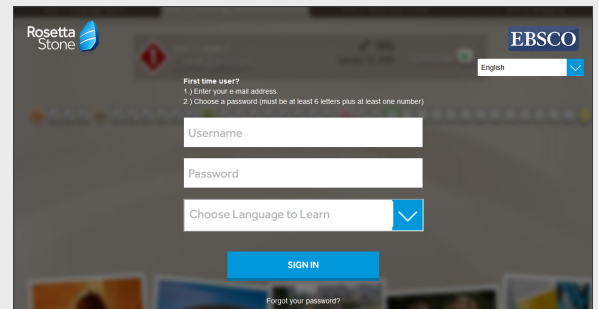 Rosetta
Stone
EBSCO
English
First time user?
1.) Enter your e-mail address.
2.) Choose a password (must be at least 6 letters plus at least one number)
Username
Password
Choose Language to Learn
SIGN IN
Forgot your password?